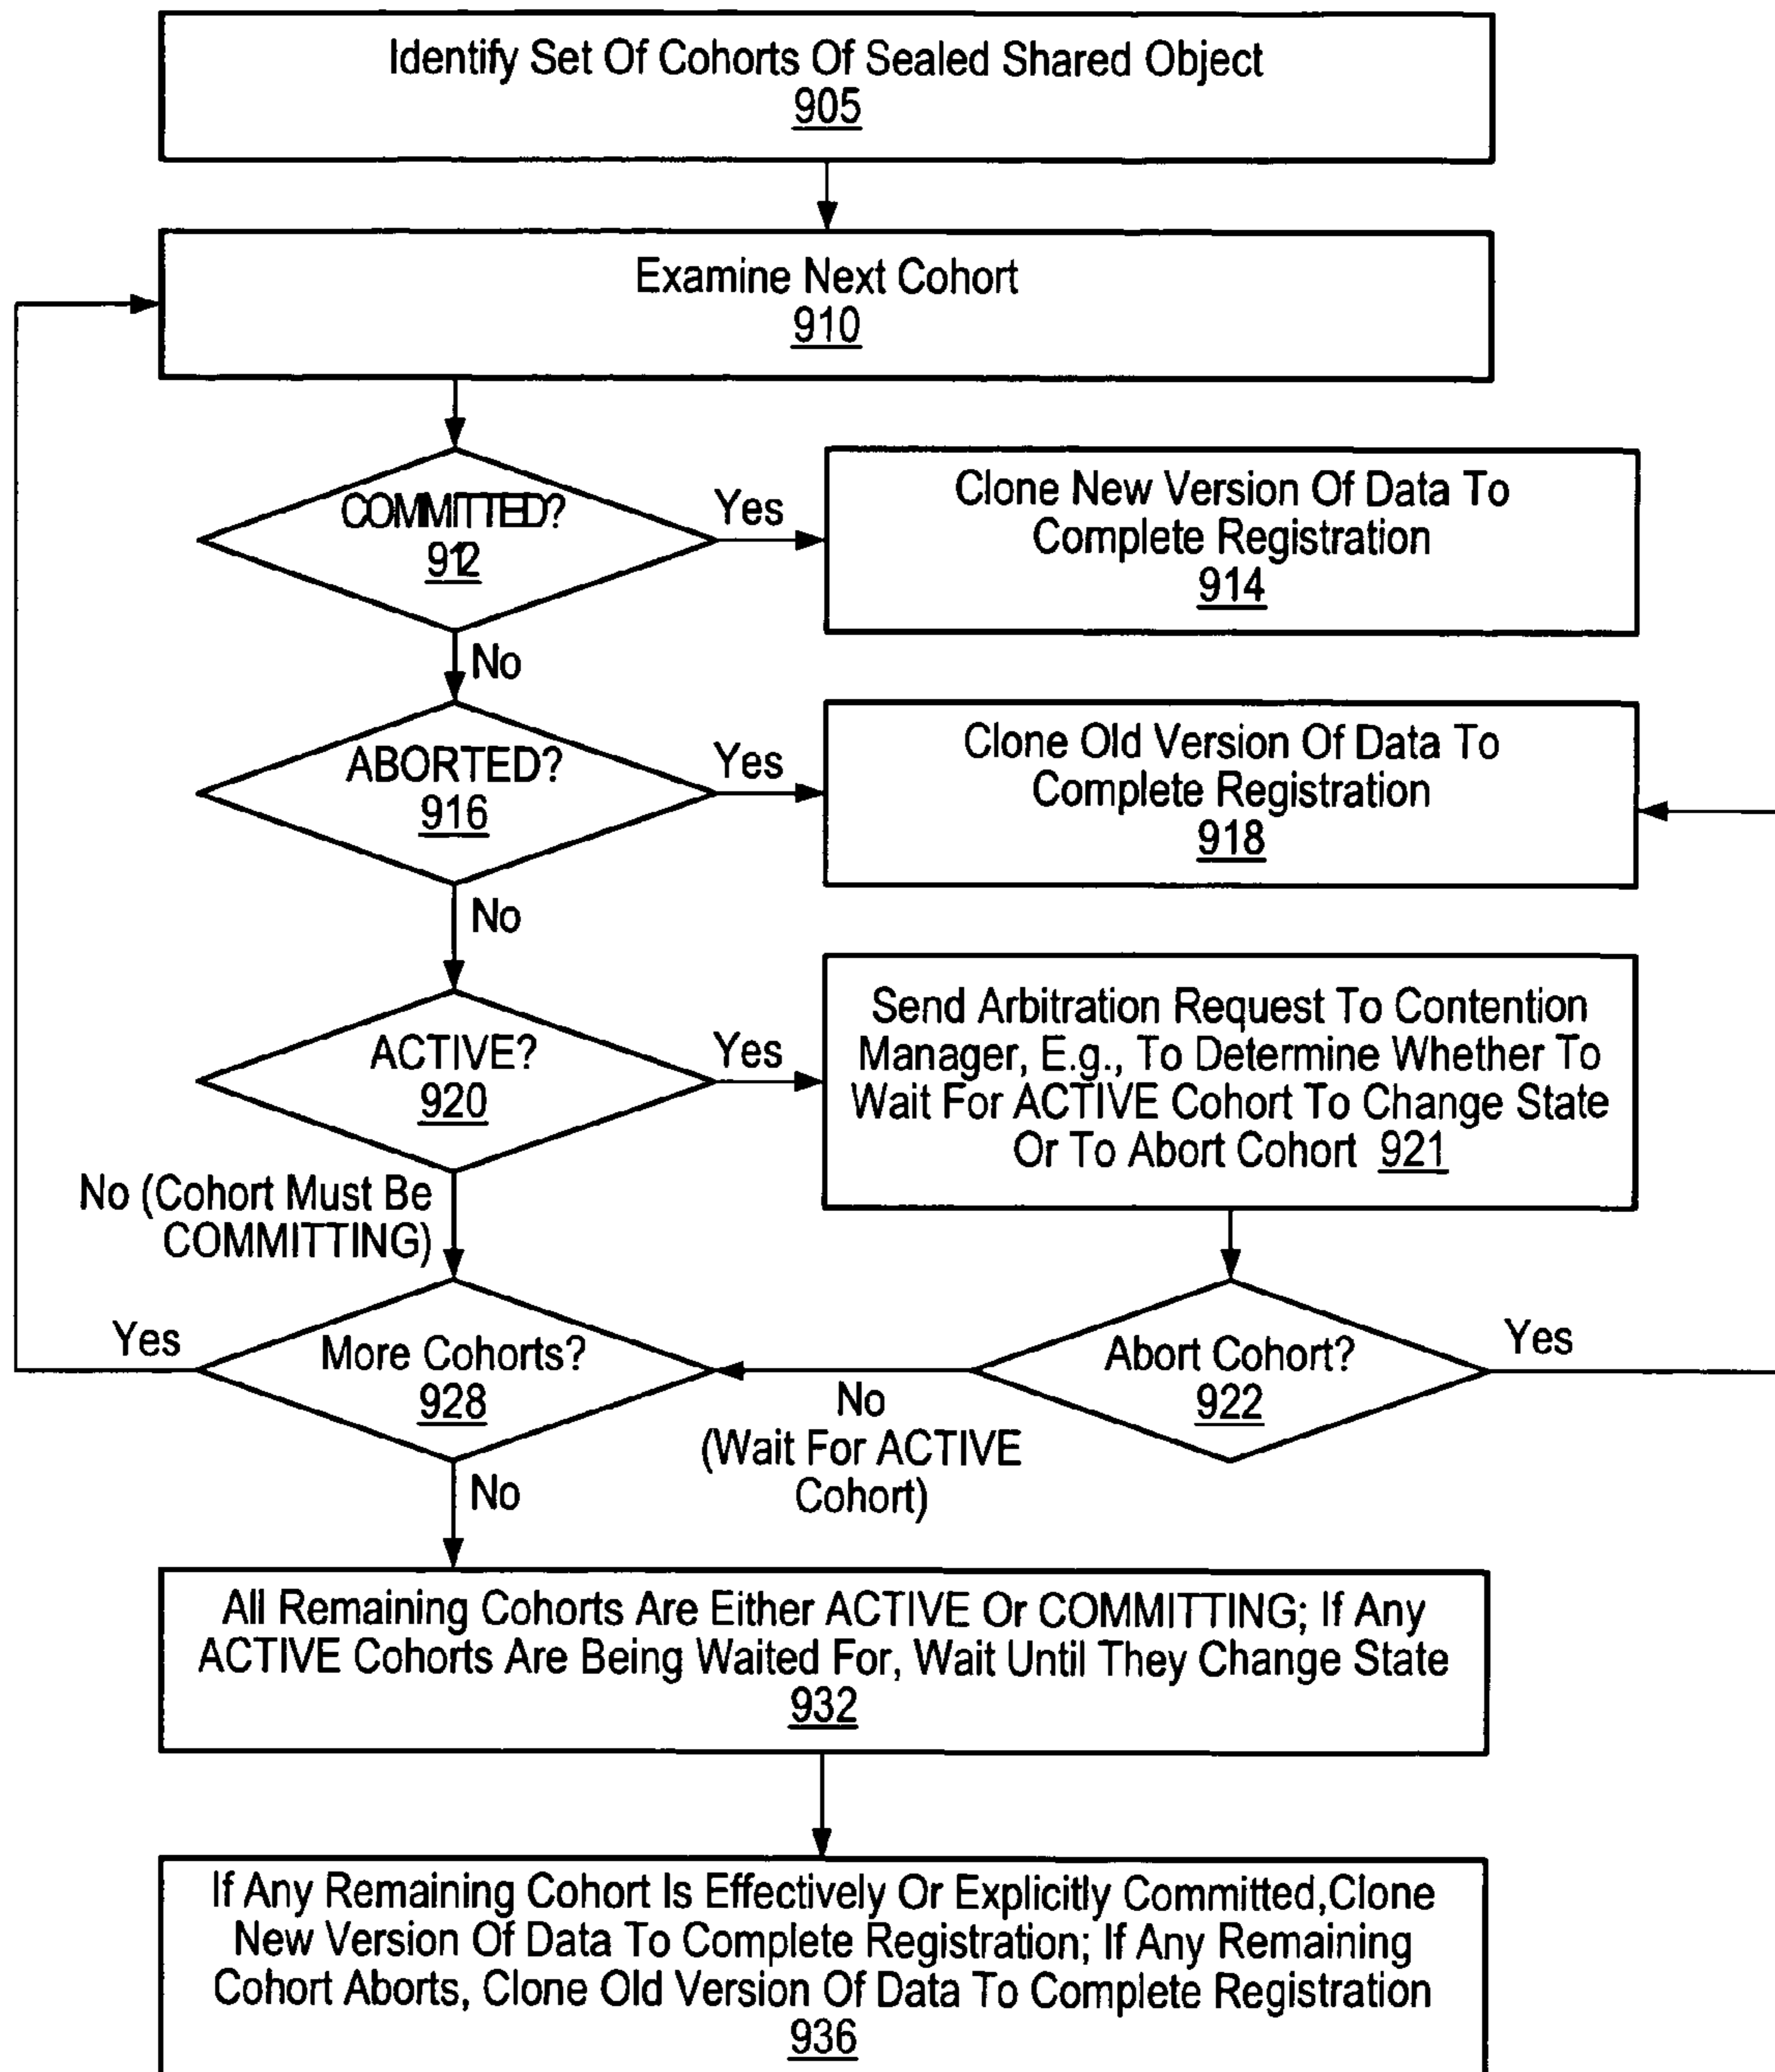 Identify Set Of Cohorts Of Sealed Shared Object
905
Examine Next Cohort
910
COMMITTED?
912
Yes
Clone New Version Of Data To
Complete Registration
914
No
ABORTED?
916
Yes
Clone Old Version Of Data To
Complete Registration
918
No
ACTIVE?
920
Yes
Send Arbitration Request To Contention
Manager, E.g., To Determine Whether To
Wait For ACTIVE Cohort To Change State
Or To Abort Cohort 921
No (Cohort Must Be
COMMITTING)
Yes
More Cohorts?
928
No
(Wait For ACTIVE
Cohort)
Abort Cohort?
922
Yes
No
All Remaining Cohorts Are Either ACTIVE Or COMMITTING; If Any
ACTIVE Cohorts Are Being Waited For, Wait Until They Change State
932
If Any Remaining Cohort Is Effectively Or Explicitly Committed,Clone
New Version Of Data To Complete Registration; If Any Remaining
Cohort Aborts, Clone Old Version Of Data To Complete Registration
936